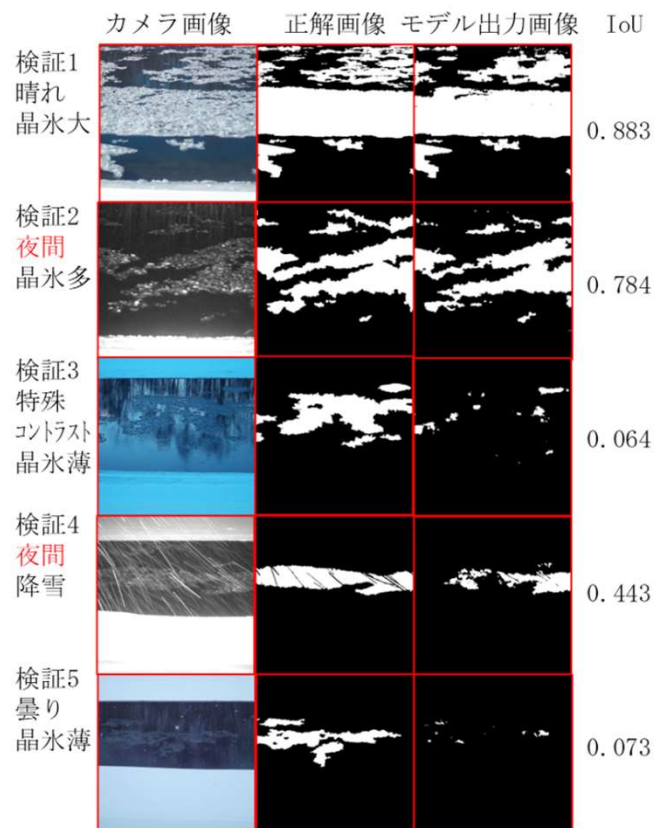 カメラ画像 正解画像 モデル出力画像 IoU
検証1
晴れ
晶氷大
0.883
検証2
夜間
晶氷多
0.784
検証3
特殊
コントラスト
晶氷薄
0.064
検証4
夜間
降雪
0.443
検証5
曇り
晶氷薄
0.073